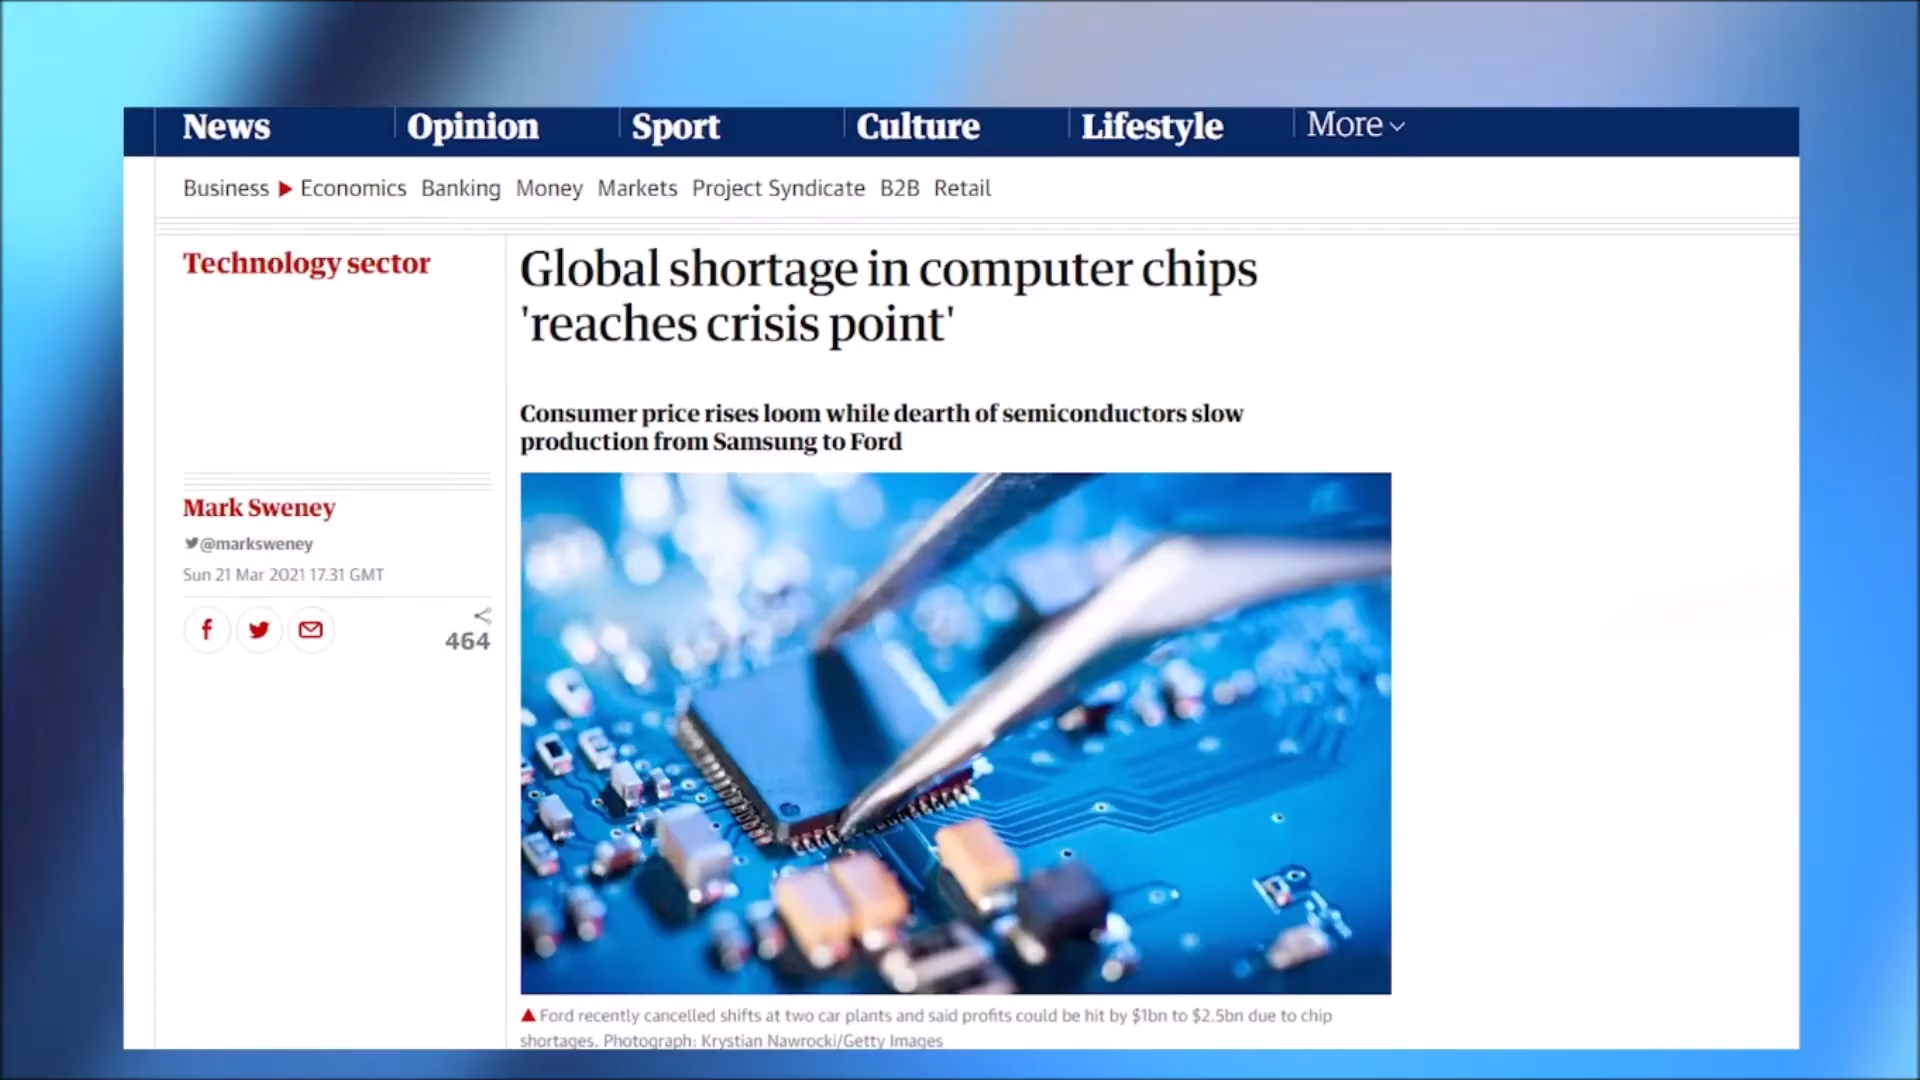 News Opinion Sport Culture Lifestyle More
Business Economics Banking Money Markets Project Syndicate B2B Retail
Technology sector
Global shortage in computer chips
'reaches crisis point'
Consumer price rises loom while dearth of semiconductors slow
production from Samsung to Ford
Mark Sweney
@marksweney
Sun 21 Mar 2021 17.31 GMT
464
Ford recently cancelled shifts at two car plants and said profits could be hit by $1bn to $2.5bn due to chip
shortages. Photograph: Krystian Nawrocki/Getty Images